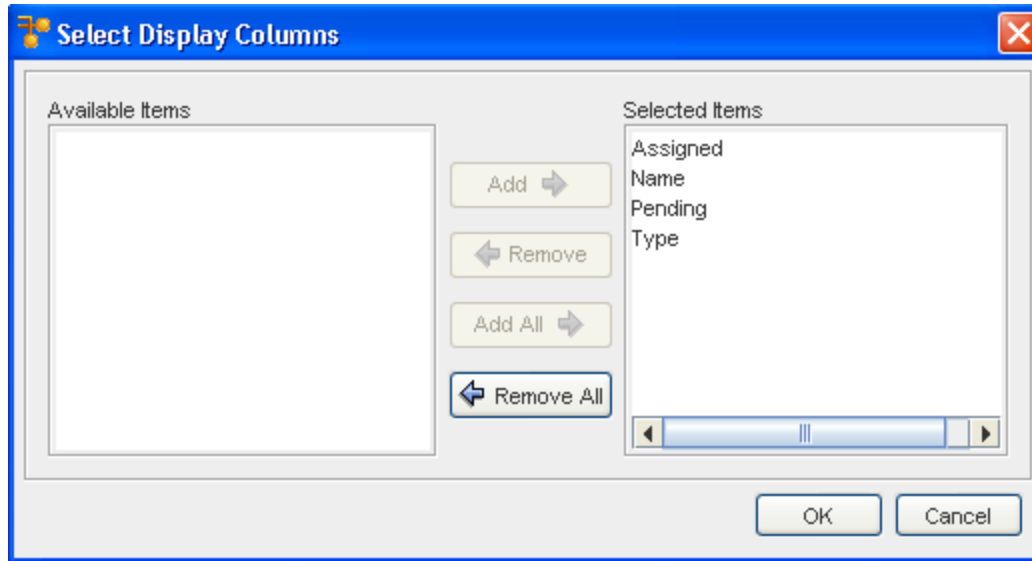 Select Display Columns
Available Items
Selected Items
Assigned
Name
Pending
Type
Add
Remove
Add All
Remove All
OK
Cancel